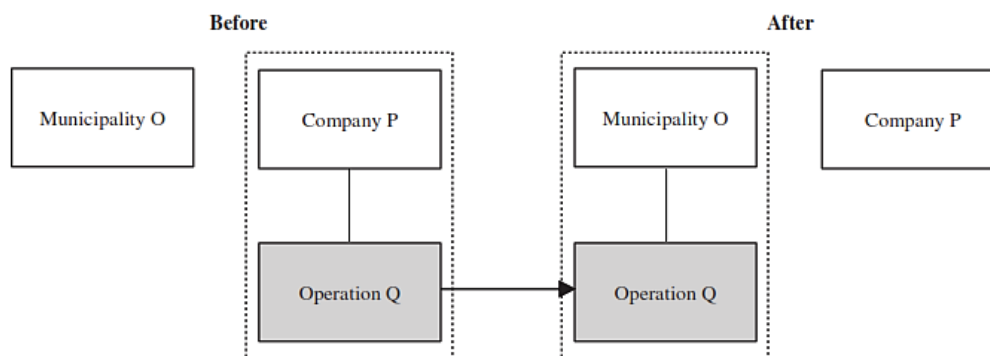 Before
After
Municipality O
Company P
Municipality O
Company P
Operation Q
Operation Q